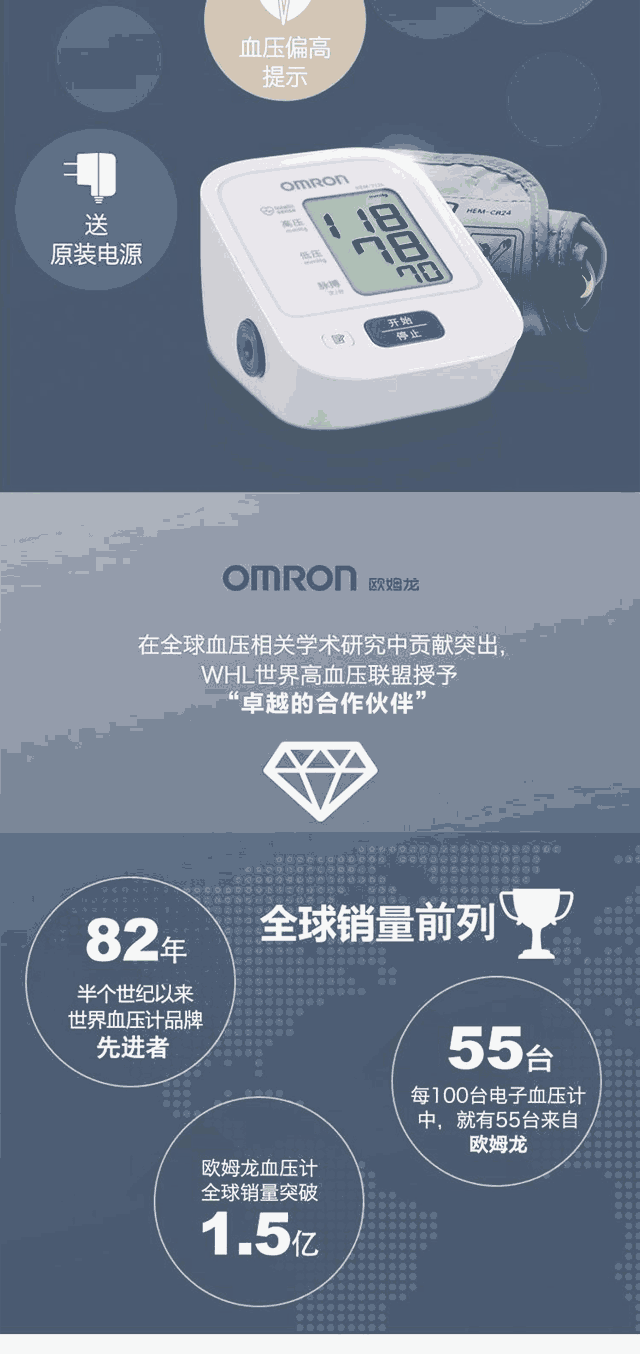 血压偏高
提示
送
原装电源
OMRON
HEM-CR24
高压
mmHg
118
低压
mmHg
78
脉搏
70
开始
停止
OMRON 欧姆龙
在全球血压相关学术研究中贡献突出，
WHL世界高血压联盟授予
“卓越的合作伙伴”
全球销量前列
82年
半个世纪以来
世界血压计品牌
先进者
55台
每100台电子血压计
中，就有55台来自
欧姆龙
欧姆龙血压计
全球销量突破
1.5亿